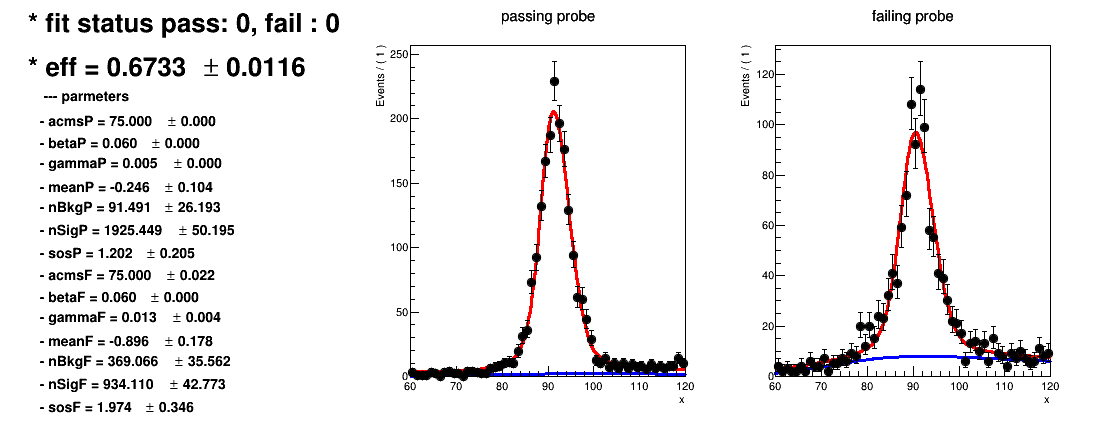 * fit status pass: 0, fail : 0
* eff = 0.6733 ± 0.0116
--- parmeters
- acmsP = 75.000 ± 0.000
- betaP = 0.060 ± 0.000
- gammaP = 0.005 ± 0.000
- meanP = -0.246 ± 0.104
- nBkgP = 91.491 ± 26.193
- nSigP = 1925.449 ± 50.195
- sosP = 1.202 ± 0.205
- acmsF = 75.000 ± 0.022
- betaF = 0.060 ± 0.000
- gammaF = 0.013 ± 0.004
- meanF = -0.896 ± 0.178
- nBkgF = 369.066 ± 35.562
- nSigF = 934.110 ± 42.773
- sosF = 1.974 ± 0.346
passing probe
Events / ( 1 )
250
200
150
100
50
0
60 70 80 90 100 110 120
x
failing probe
Events / ( 1 )
120
100
80
60
40
20
0
60 70 80 90 100 110 120
x